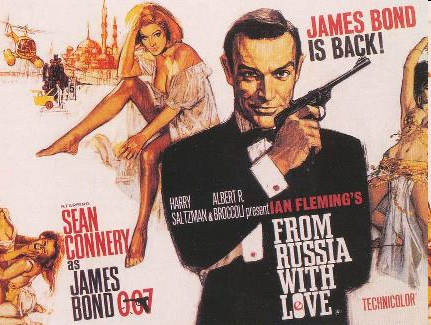 JAMES BOND
IS BACK!
STARRING
SEAN
CONNERY
as
JAMES
BOND 007
HARRY ALBERT R.
SALTZMAN & BROCCOLI present IAN FLEMING'S
FROM
RUSSIA
WITH
LOVE
TECHNICOLOR